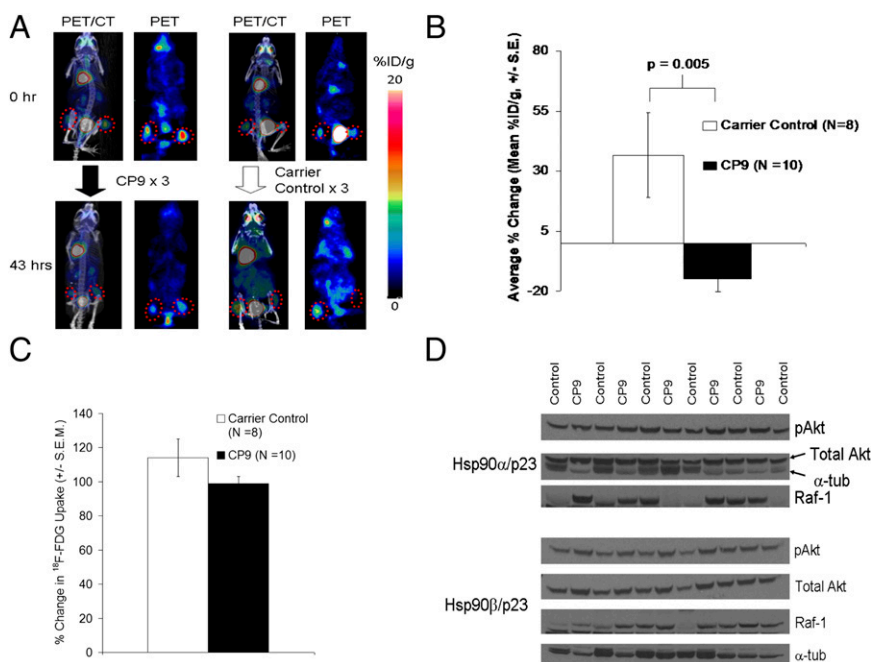 A
PET/CT PET PET/CT PET
%ID/g
20
0 hr
CP9 x 3
Carrier
Control x 3
43 hrs
0
B
Average % Change (Mean %ID/g, +/- S.E.)
80
55
30
5
-20
p = 0.005
Carrier Control (N=8)
CP9 (N =10)
C
% Change in ¹⁸F-FDG Upake (+/- S.E.M.)
140
120
100
80
60
40
20
0
Carrier Control
(N =8)
CP9 (N =10)
D
Control CP9 Control CP9 Control CP9 Control CP9 Control CP9 Control
pAkt
Hsp90α/p23
Total Akt
α-tub
Raf-1
pAkt
Hsp90β/p23
Total Akt
Raf-1
α-tub